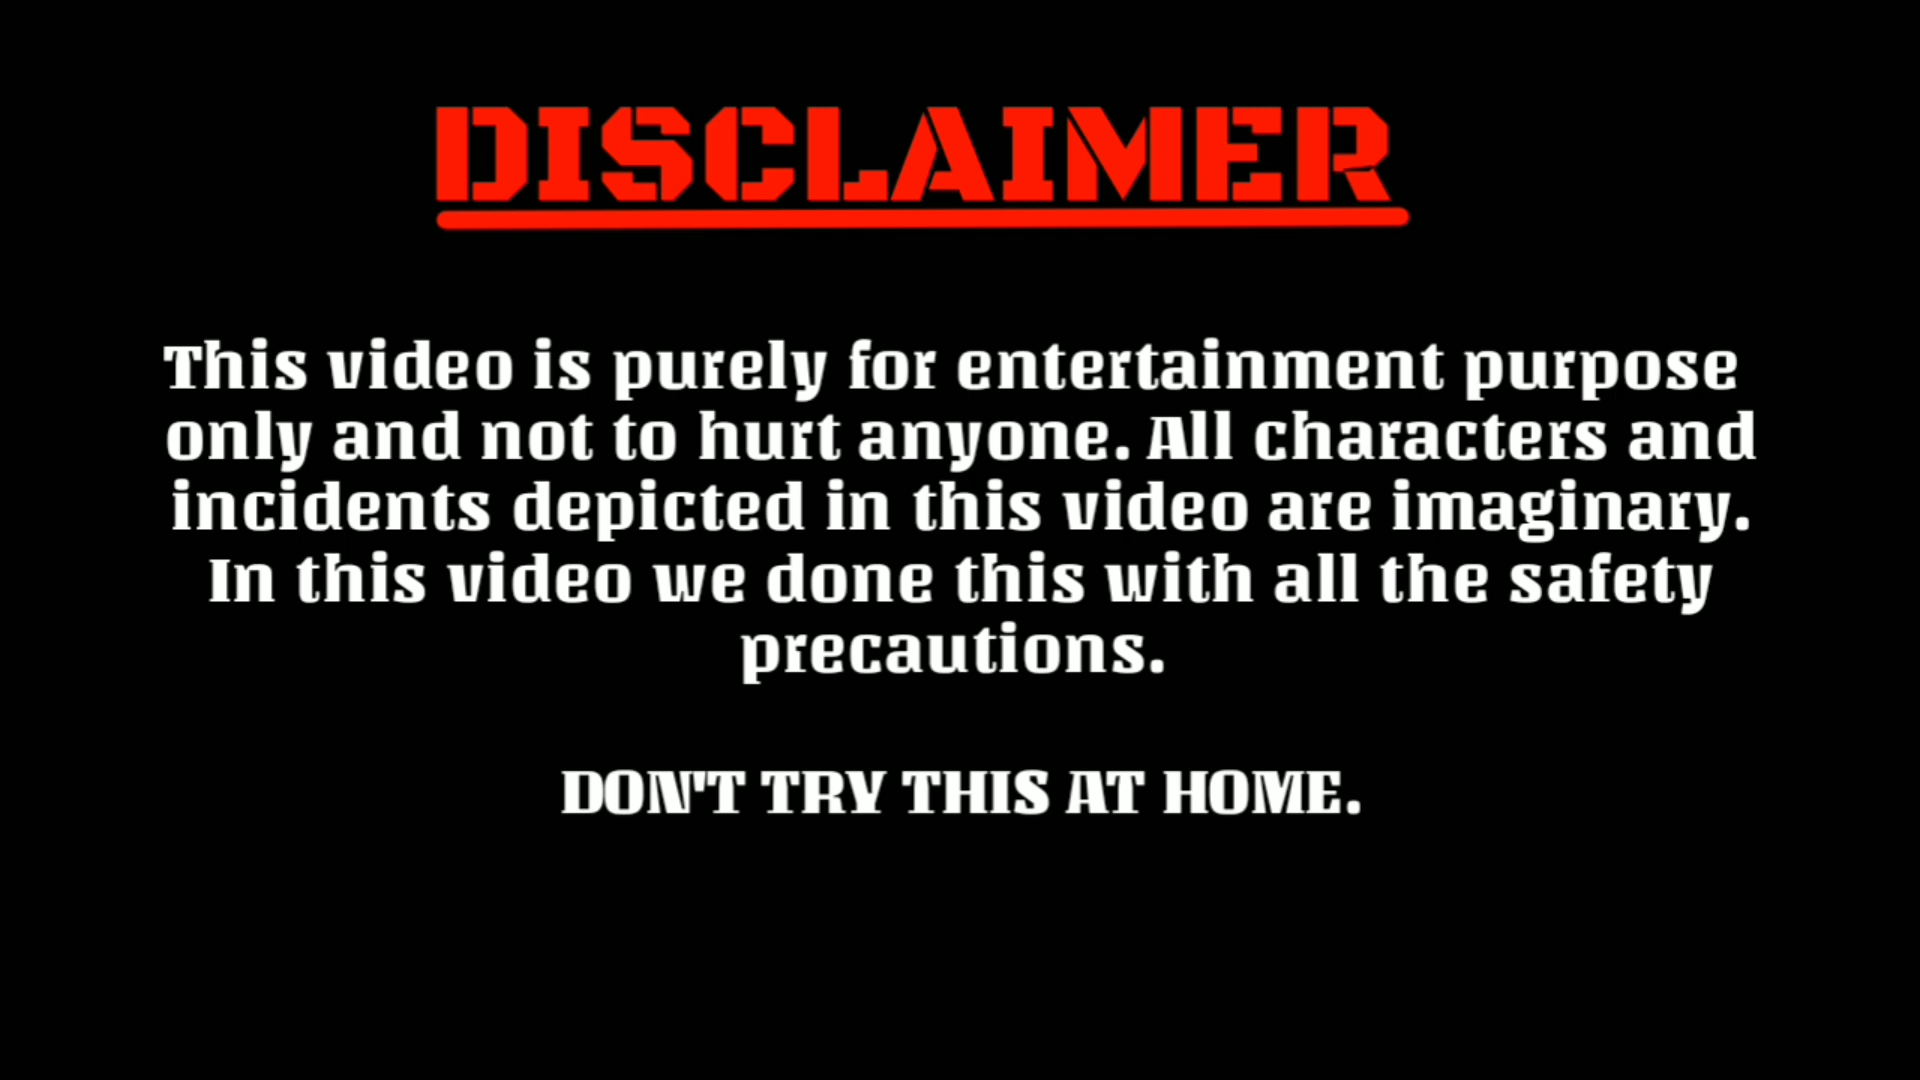 DISCLAIMER
This video is purely for entertainment purpose
only and not to hurt anyone. All characters and
incidents depicted in this video are imaginary.
In this video we done this with all the safety
precautions.
DON'T TRY THIS AT HOME.